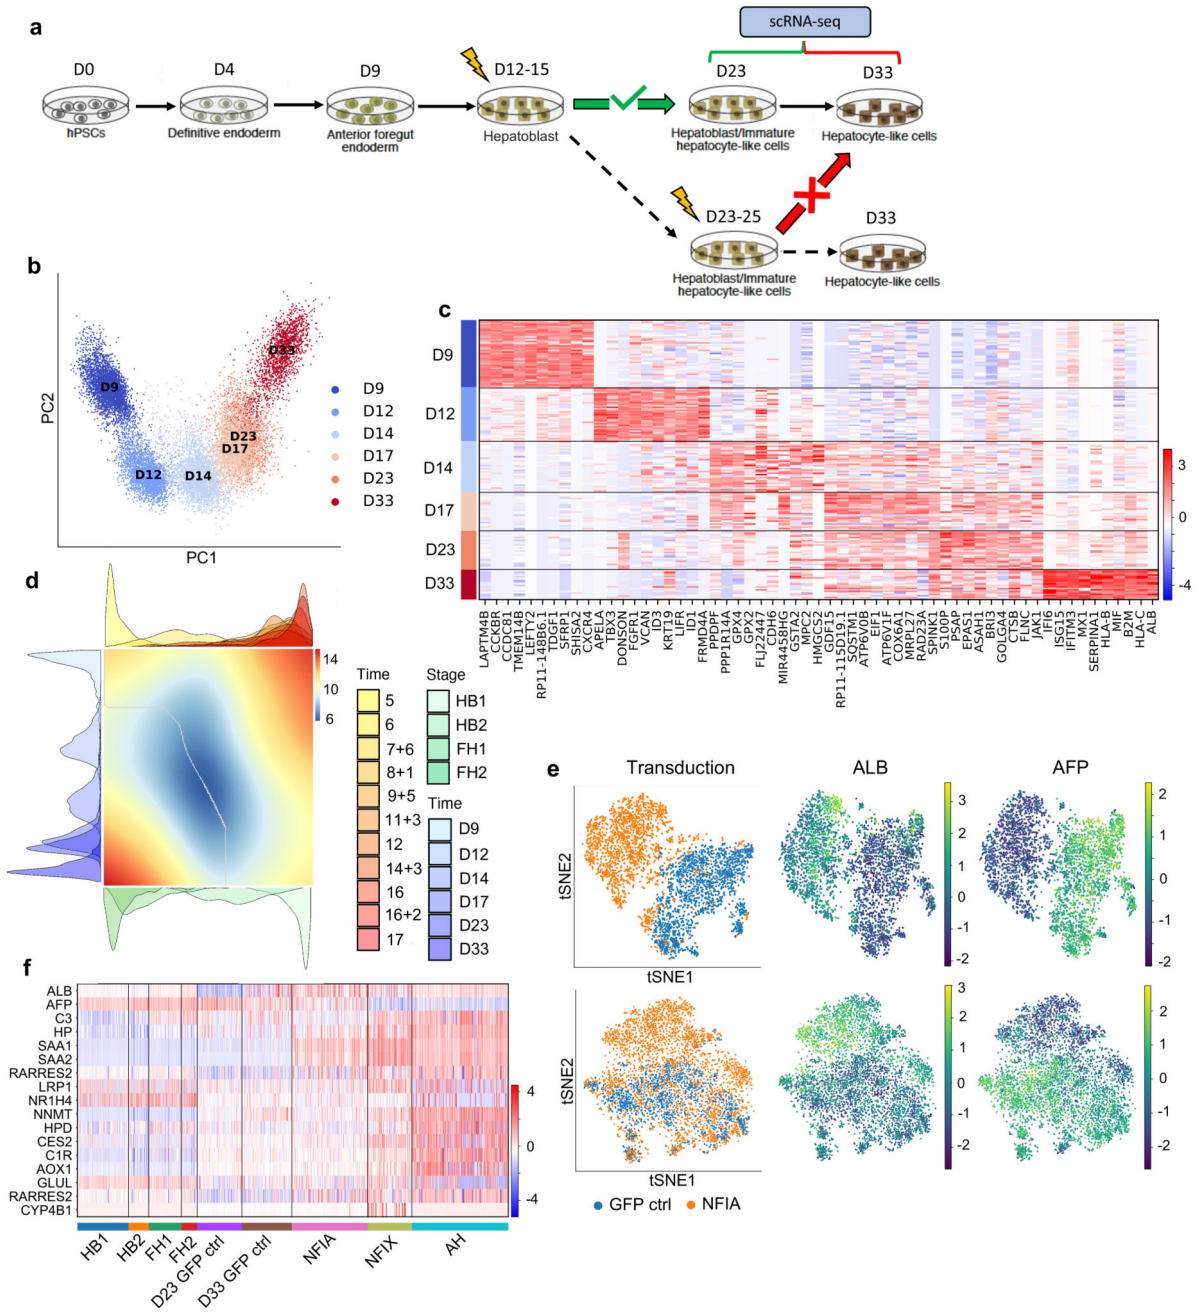 a
scRNA-seq
D0
D4
D9
D12-15
D23
D33
hPSCs
Definitive endoderm
Anterior foregut
endoderm
Hepatoblast
Hepatoblast/Immature
hepatocyte-like cells
Hepatocyte-like cells
D23-25
D33
Hepatoblast/Immature
hepatocyte-like cells
Hepatocyte-like cells
b
PC2
PC1
D9
D12
D14
D17
D23
D33
D9
D12
D14
D17
D23
D33
c
D9
D12
D14
D17
D23
D33
3
1
-1
-4
LAPTM4B
CCKBR
CCDC81
TMEM141
LEFTY2
RP11-148B6.1
TDGF1
SFRP1
SHISA2
CXCR4
APELA
TBX3
DONSON
FGFR1
VCAN
ID3
KRT19
LIFR
ID1
FRMD4A
PPDPF
PPP1R14A
GPX4
GPX2
FLJ22447
CDH6
GSTA2
MIR4458HG
MPC2
HMGCS2
GDF15
RP11-115D19.1
SQSTM1
ATP6V0B
EIF1
ATP6V1F
COX6A1
MRPL37
RAD23A
SPINK1
S100P
PSAP
ERP44
ASAH1
BRI3
GOLGA4
CTSB
FLNC
JAK1
IFI6
ISG15
IFITM3
MX1
SERPINA1
HLA-B
MIF
B2M
HLA-C
ALB
d
14
10
6
Time
5
6
7+6
8+1
9+5
11+3
12
14+3
16
16+2
17
Stage
HB1
HB2
FH1
FH2
Time
D9
D12
D14
D17
D23
D33
e
Transduction
ALB
AFP
tSNE2
tSNE1
3
2
1
0
-1
-2
2
1
0
-1
-2
tSNE2
tSNE1
3
2
1
0
-1
-2
2
1
0
-1
-2
GFP ctrl
NFIA
f
ALB
AFP
C3
HP
SAA1
SAA2
RARRES2
LRP1
NR1H4
NNMT
HPD
CES2
C1R
AOX1
GLUL
RARRES2
CYP4B1
4
0
-4
HB1
HB2
FH1
FH2
D23 GFP ctrl
D33 GFP ctrl
NFIA
NFIX
AH